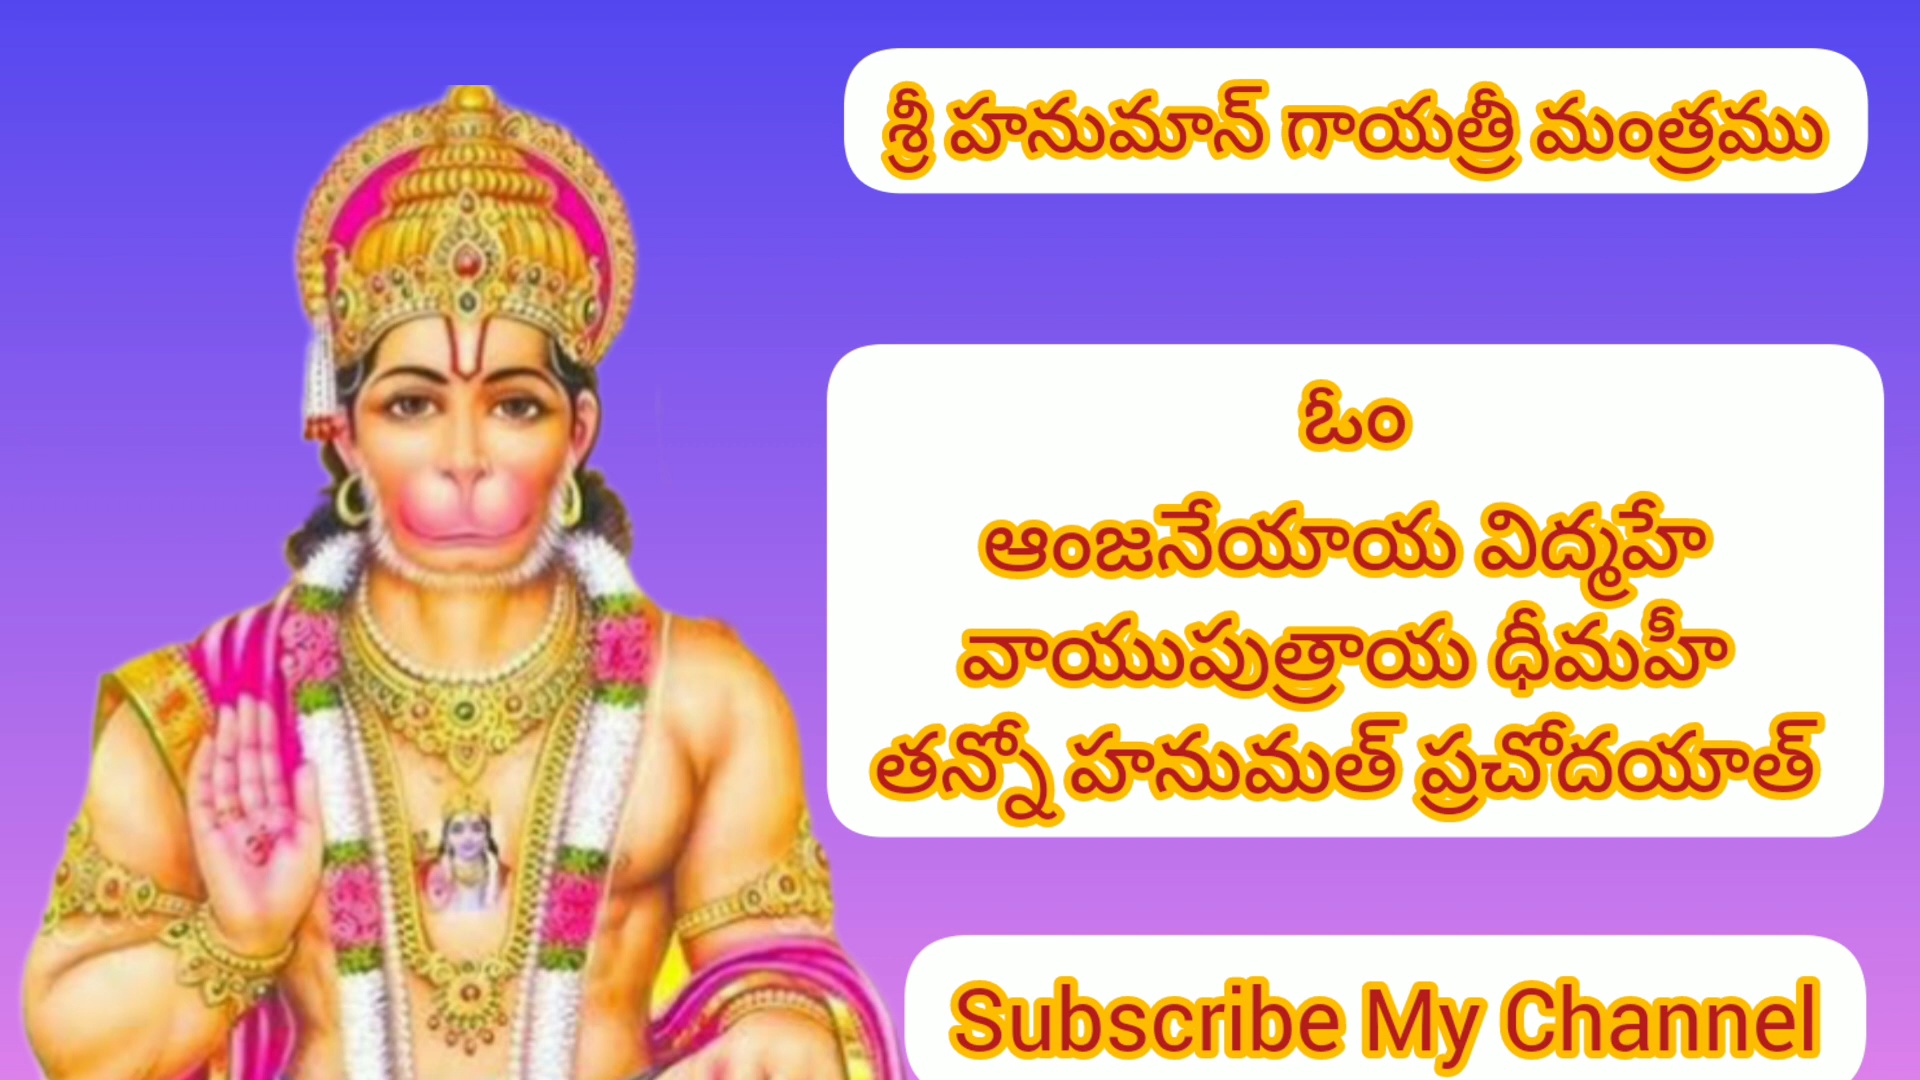 శ్రీ హనుమాన్ గాయత్రీ మంత్రము
ఓం
ఆంజనేయాయ విద్మహే
వాయుపుత్రాయ ధీమహీ
తన్నో హనుమత్ ప్రచోదయాత్
Subscribe My Channel
ॐ